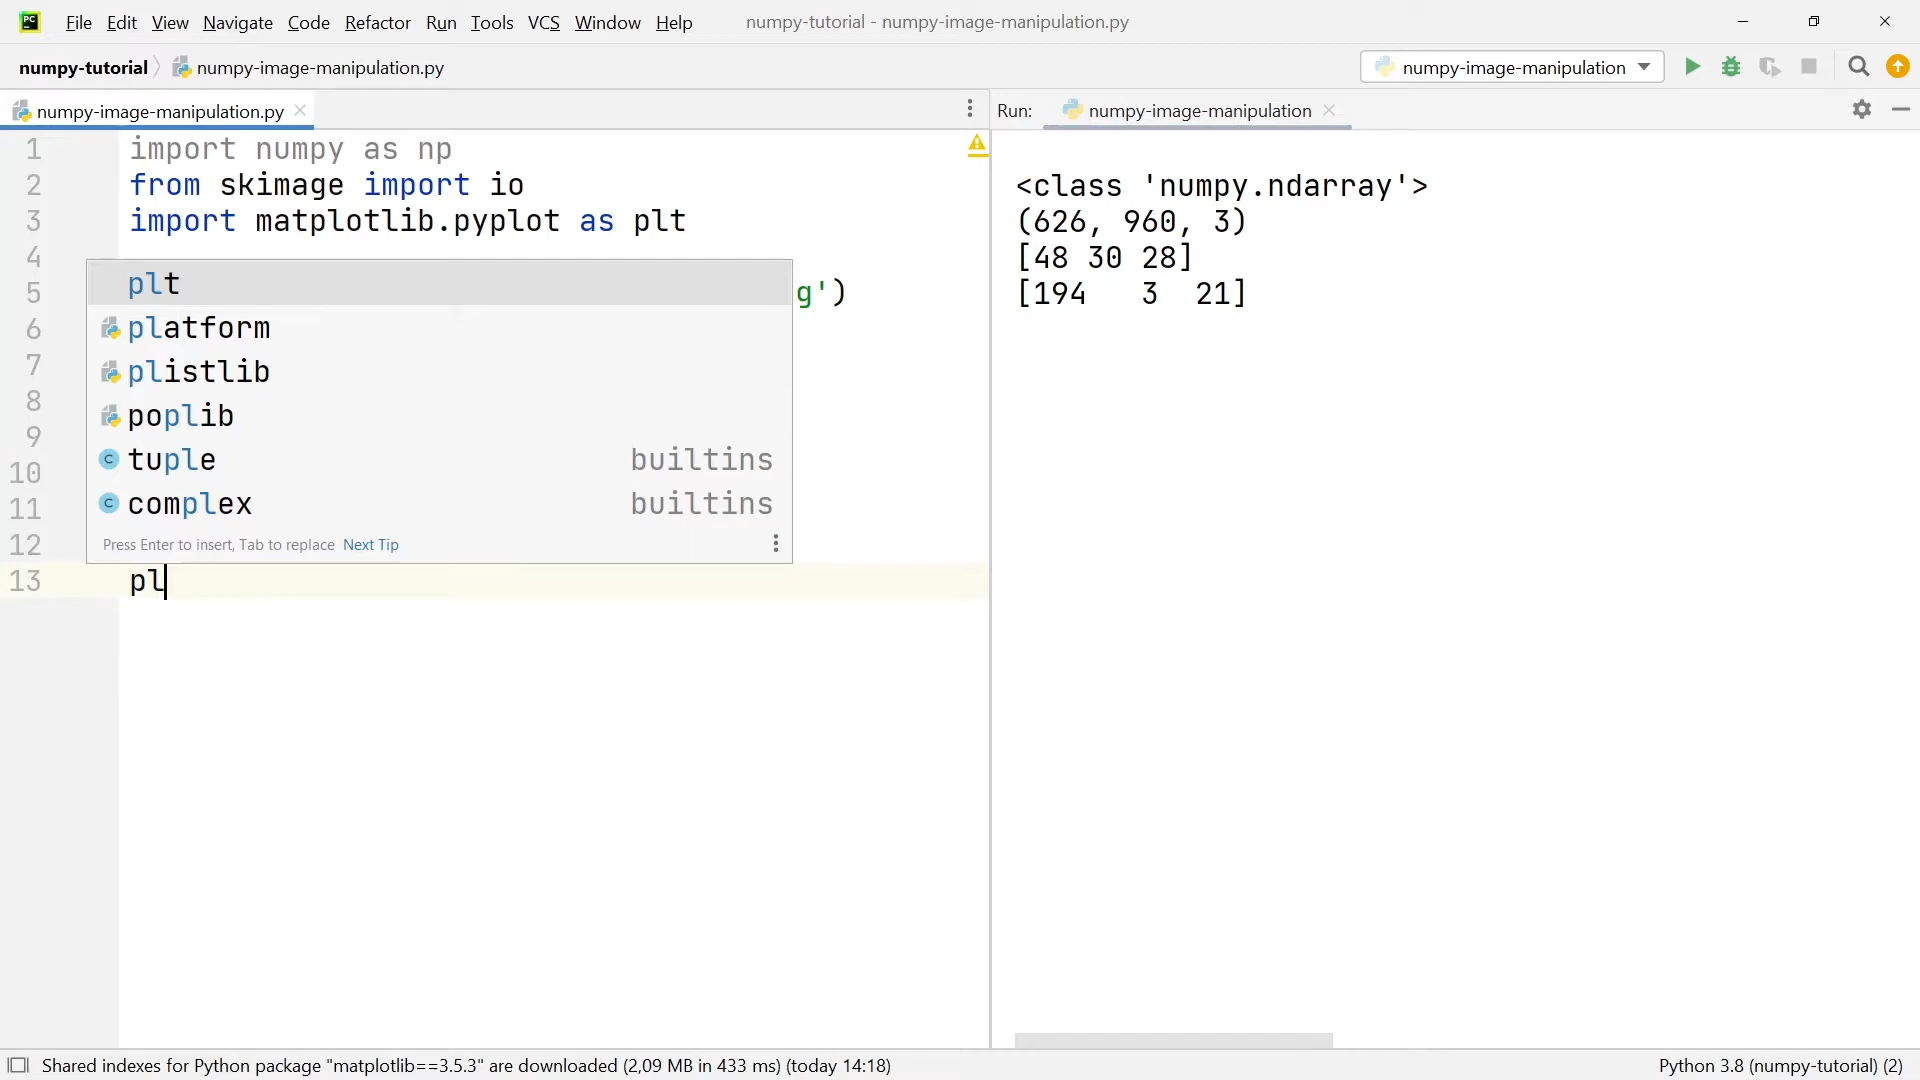 PC File Edit View Navigate Code Refactor Run Tools VCS Window Help numpy-tutorial - numpy-image-manipulation.py
numpy-tutorial numpy-image-manipulation.py numpy-image-manipulation
numpy-image-manipulation.py Run: numpy-image-manipulation
1 import numpy as np
2 from skimage import io
3 import matplotlib.pyplot as plt
4
5 g')
6
7
8
9
10
11
12
13 pl
plt
platform
plistlib
poplib
tuple builtins
complex builtins
Press Enter to insert, Tab to replace Next Tip
<class 'numpy.ndarray'>
(626, 960, 3)
[48 30 28]
[194   3  21]
Shared indexes for Python package "matplotlib==3.5.3" are downloaded (2,09 MB in 433 ms) (today 14:18) Python 3.8 (numpy-tutorial) (2)